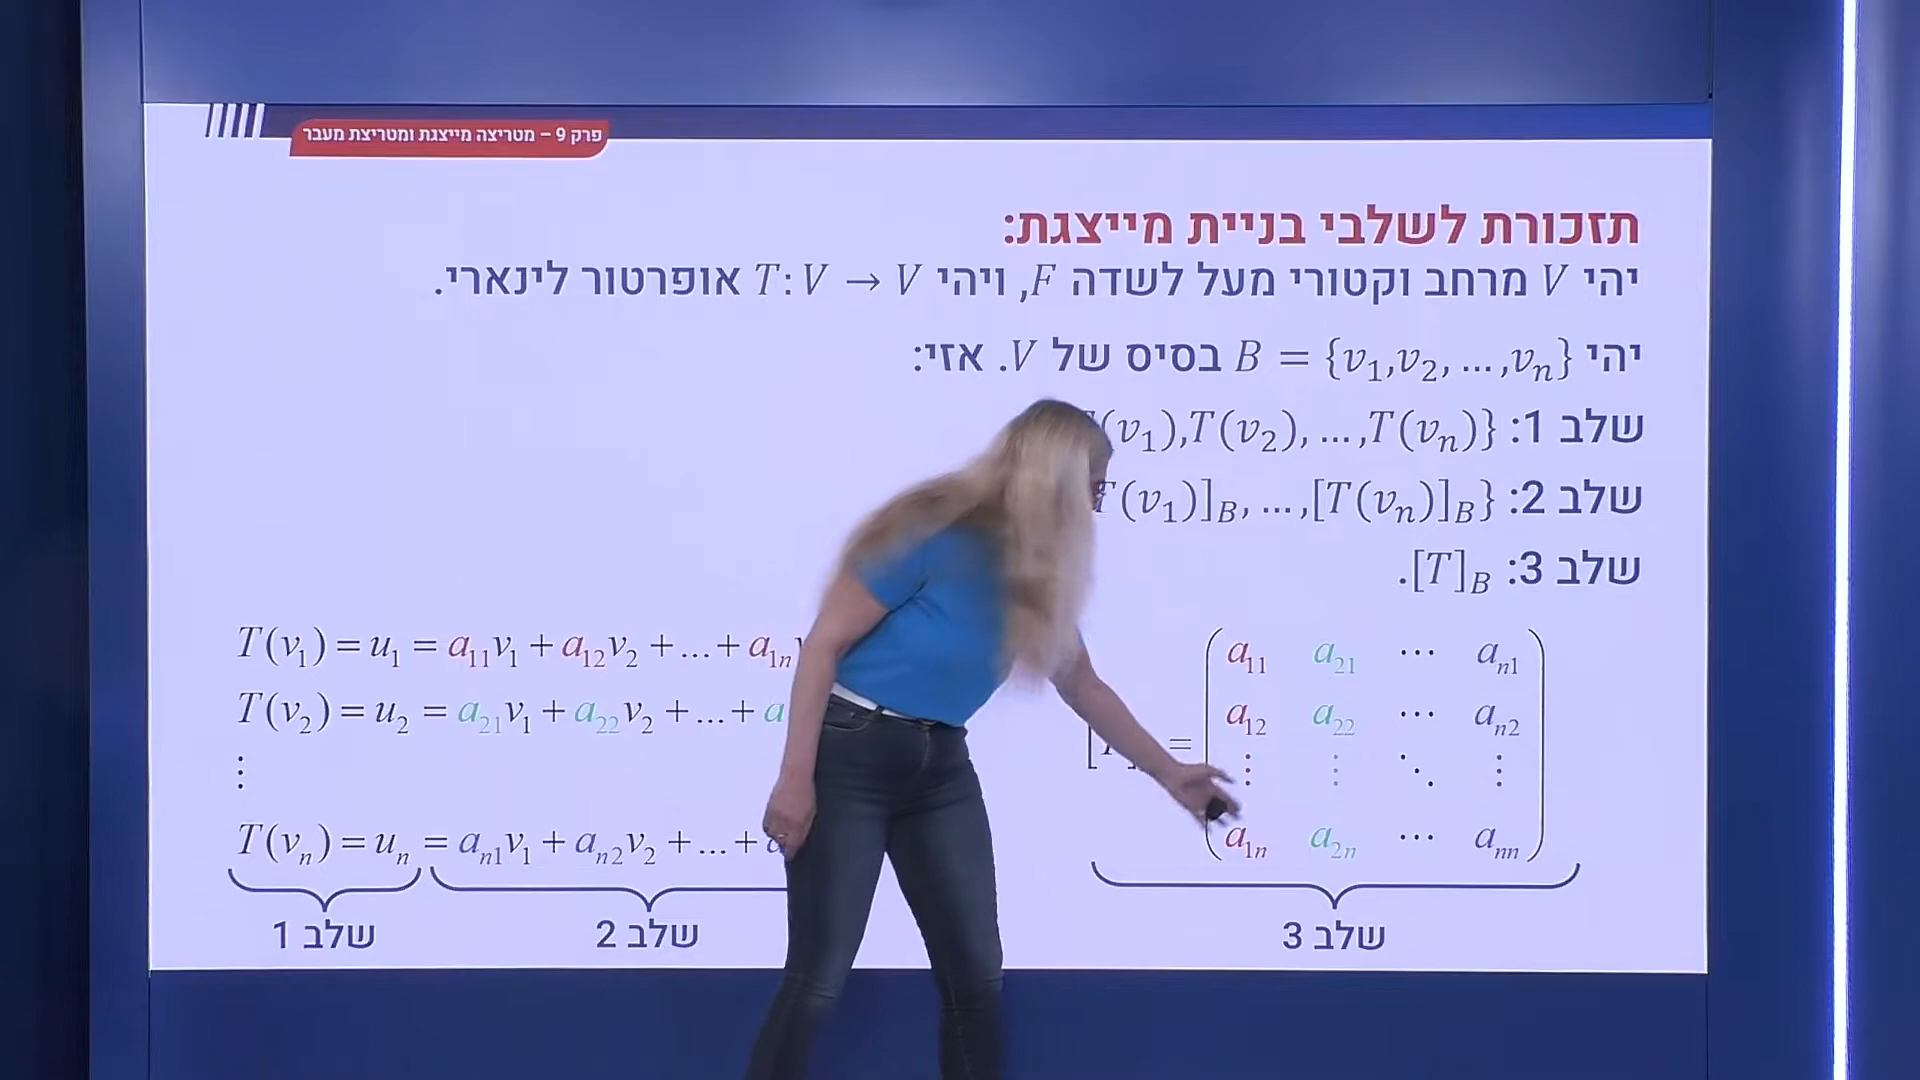 פרק 9 – מטריצה מייצגת ומטריצת מעבר
תזכורת לשלבי בניית מייצגת:
יהי V מרחב וקטורי מעל לשדה F, ויהי T: V → V אופרטור לינארי.
יהי B = {v₁,v₂, … ,vₙ} בסיס של V. אזי:
שלב 1: (v₁),T(v₂), … ,T(vₙ)}
שלב 2: T(v₁)]_B, … ,[T(vₙ)]_B}
שלב 3: [T]_B.
T(v₁) = u₁ = a₁₁v₁ + a₁₂v₂ + ... + a₁ₙ
T(v₂) = u₂ = a₂₁v₁ + a₂₂v₂ + ... + a
⋮
T(vₙ) = uₙ = aₙ₁v₁ + aₙ₂v₂ + ... +
שלב 1
שלב 2
=
a₁₁ a₂₁ ⋯ aₙ₁
a₁₂ a₂₂ ⋯ aₙ₂
⋮ ⋮ ⋱ ⋮
a₁ₙ a₂ₙ ⋯ aₙₙ
שלב 3